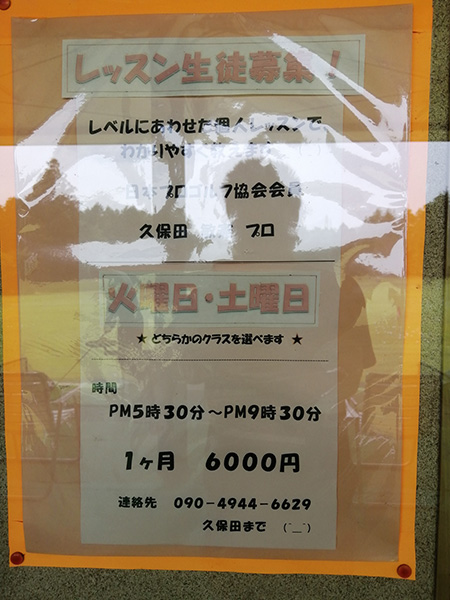 レッスン生徒募集！
レベルにあわせた個人レッスンで、
わかりやすく
日本プロゴルフ協会会員
久保田 プロ
火曜日・土曜日
★ どちらかのクラスを選べます ★
時間
PM5時30分～PM9時30分
1ヶ月 6000円
連絡先 090-4944-6629
久保田まで (^__^)